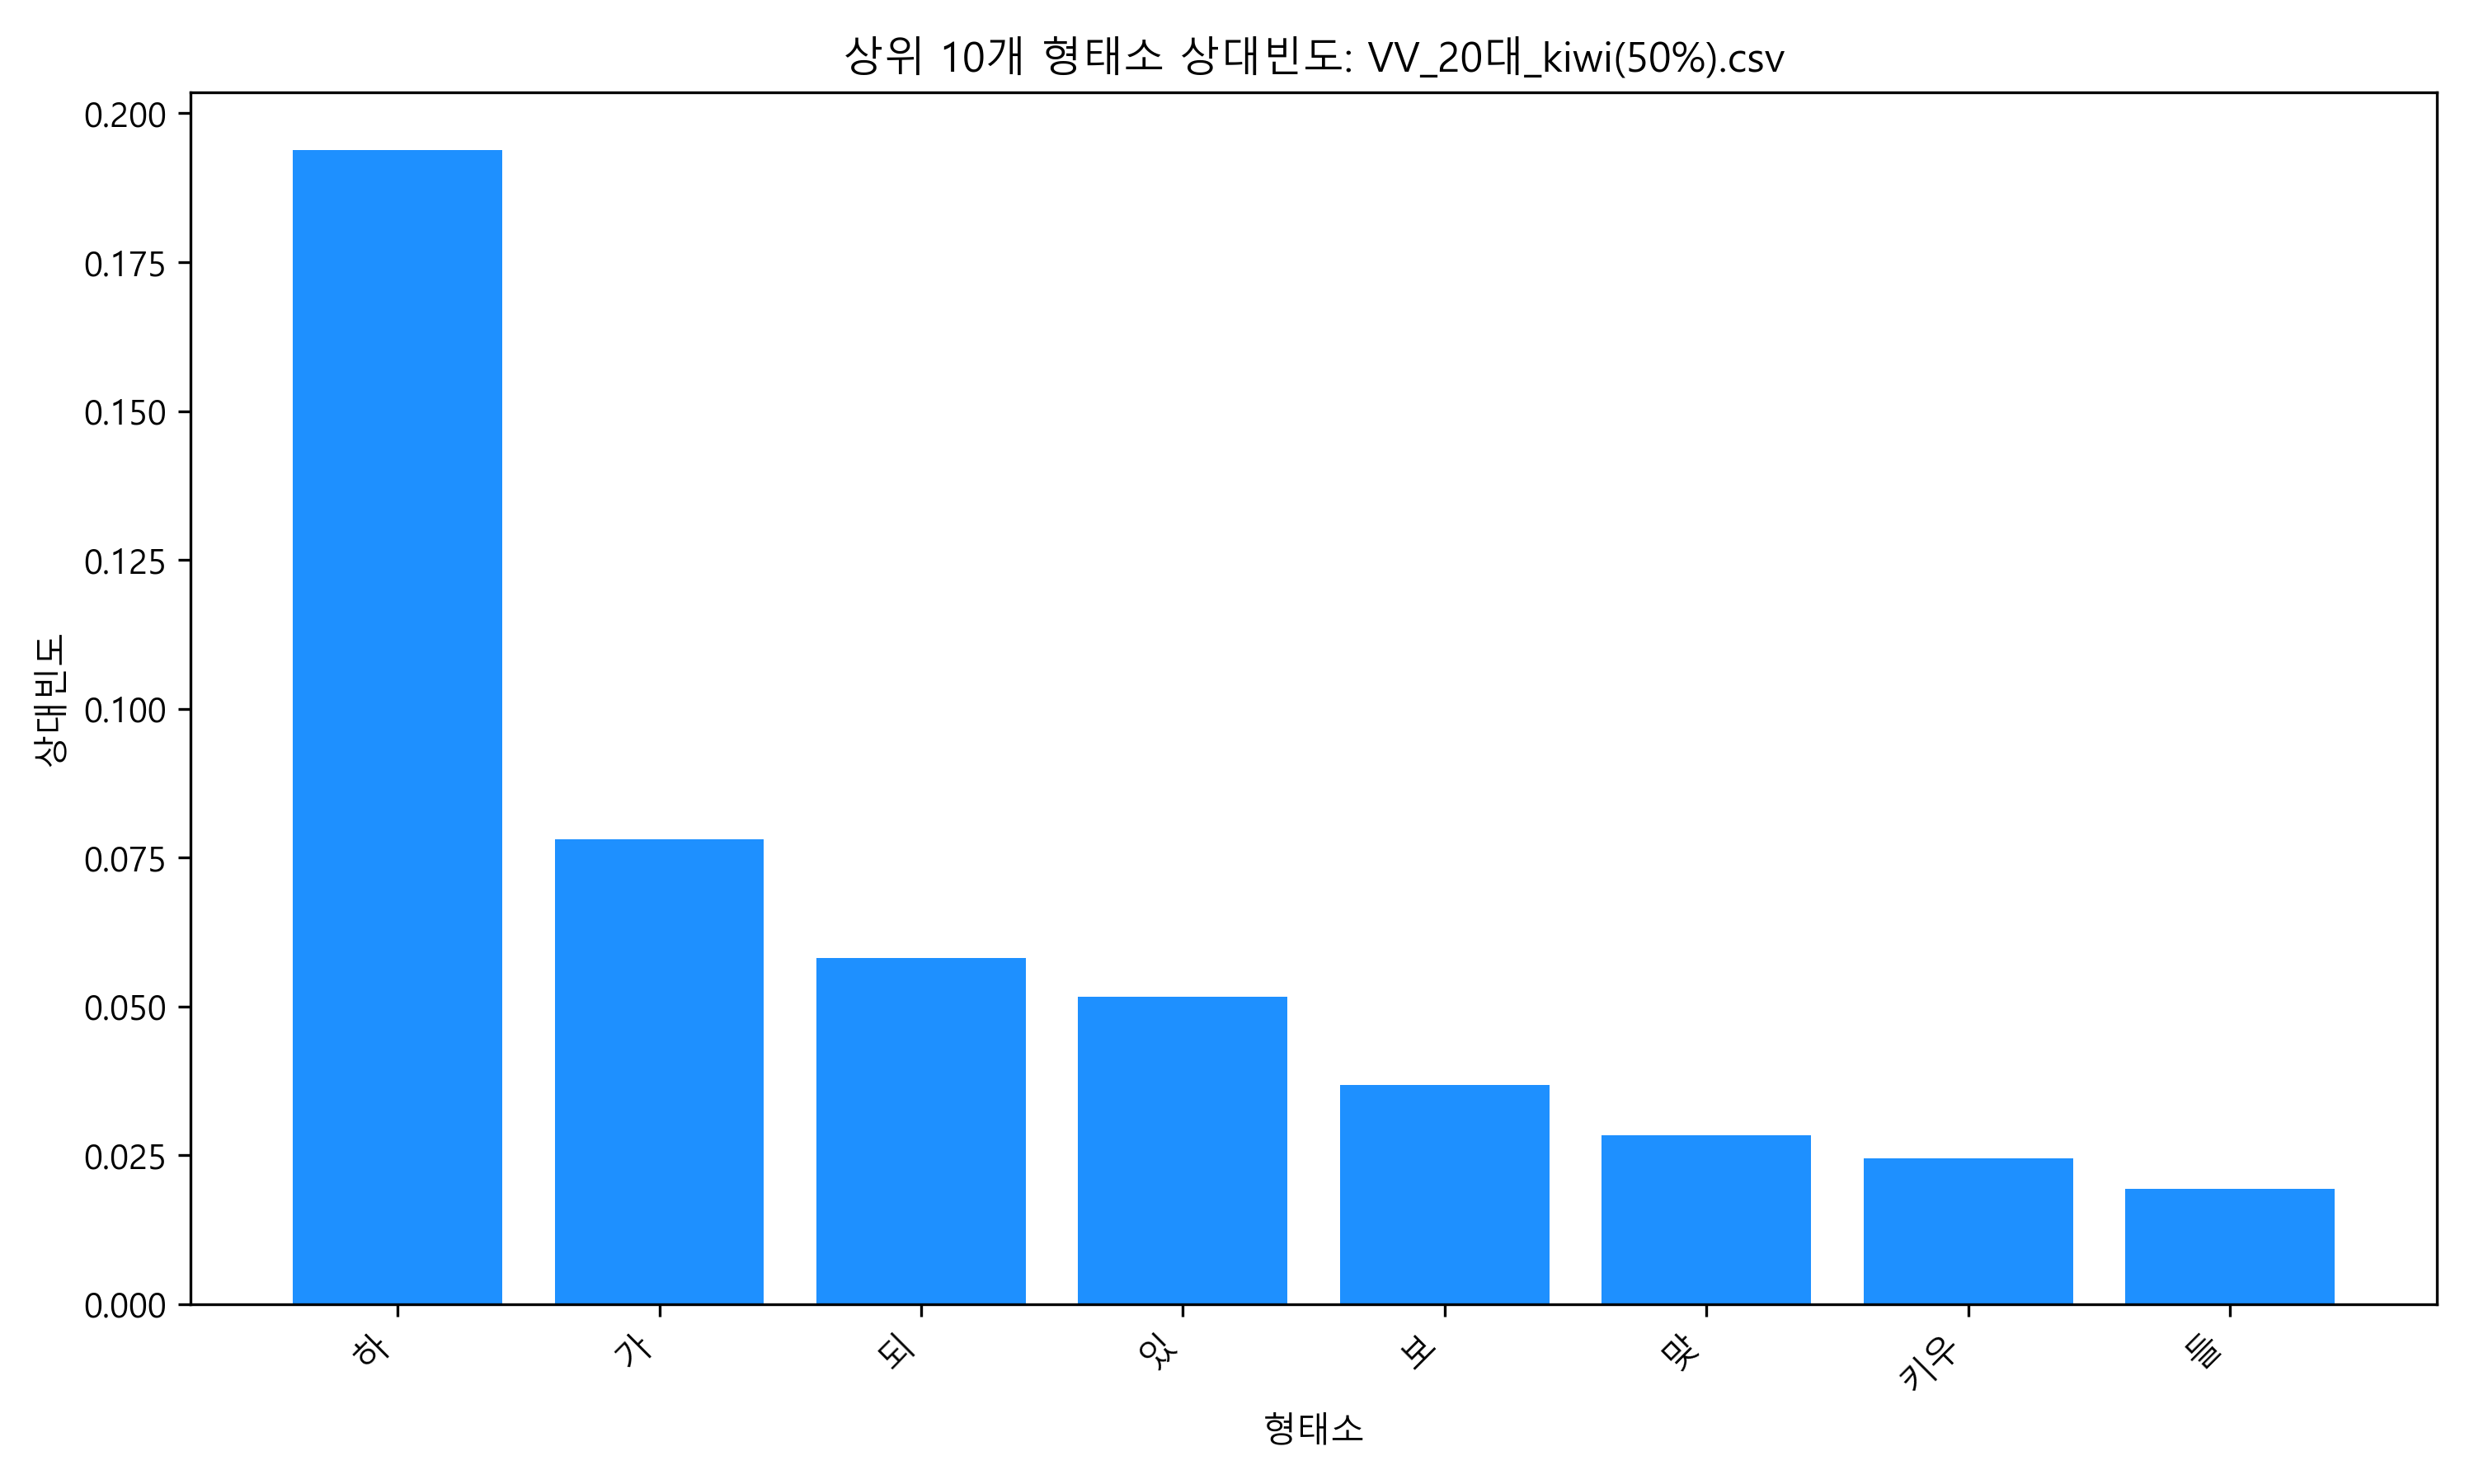 상위 10개 형태소 상대빈도: VV_20대_kiwi(50%).csv
0.200
0.175
0.150
0.125
0.100
0.075
0.050
0.025
0.000
상대빈도
하
가
되
있
보
맞
키우
들
형태소